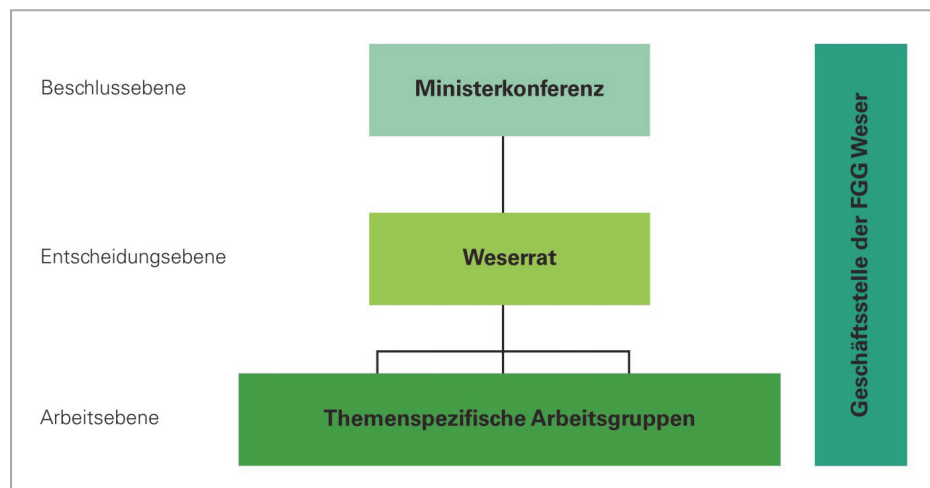 Beschlussebene
Ministerkonferenz
Entscheidungsebene
Weserrat
Arbeitsebene
Themenspezifische Arbeitsgruppen
Geschäftsstelle der FGG Weser